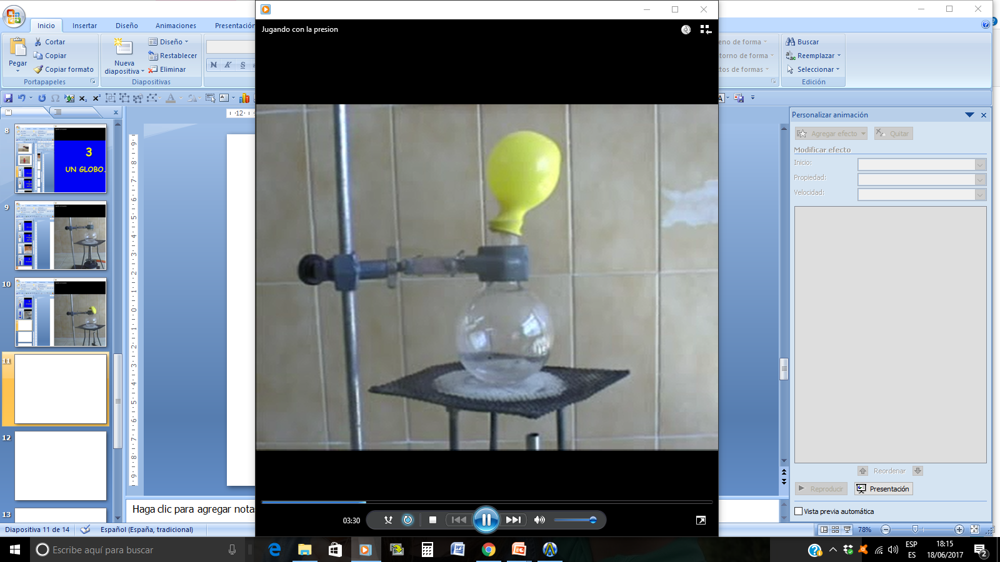 Inicio
Insertar
Diseño
Animaciones
Presentación
Pegar
Cortar
Copiar
Copiar formato
Portapapeles
Nueva
diapositiva
Diseño
Restablecer
Eliminar
Diapositivas
N K S
Jugando con la presion
eno de forma
torno de forma
tos de formas
Buscar
Reemplazar
Seleccionar
Edición
8
3
UN GLOBO.
9
10
11
12
13
12
Haga clic para agregar notas
03:30
Personalizar animación
Agregar efecto
Quitar
Modificar efecto
Inicio:
Propiedad:
Velocidad:
Reordenar
Reproducir
Presentación
Vista previa automática
Diapositiva 11 de 14
Español (España, tradicional)
78%
Escribe aquí para buscar
ESP
ES
18:15
18/06/2017
2